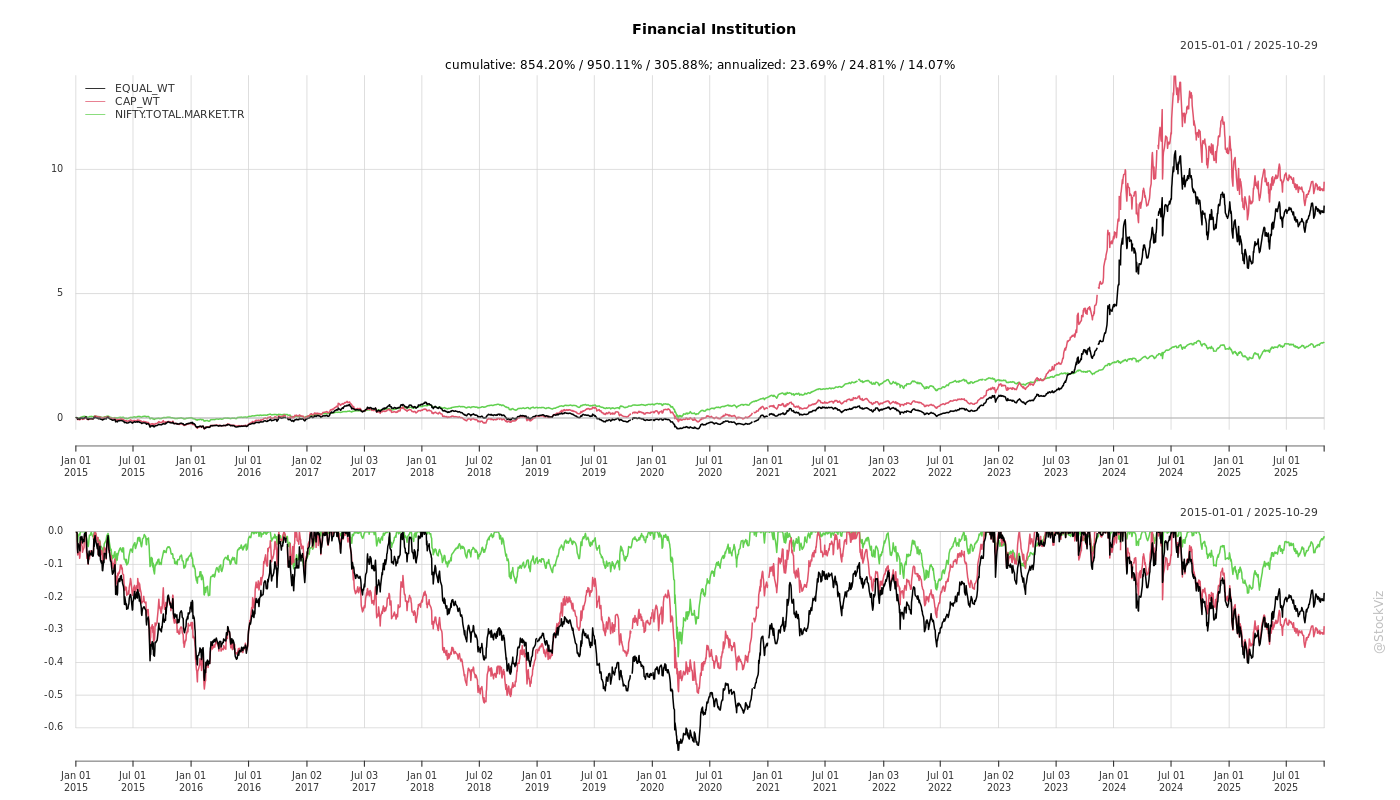 Financial Institution
2015-01-01 / 2025-10-29
cumulative: 854.20% / 950.11% / 305.88%; annualized: 23.69% / 24.81% / 14.07%
EQUAL_WT
CAP_WT
NIFTY.TOTAL.MARKET.TR
10
5
0
Jan 01 Jul 01 Jan 01 Jul 01 Jan 02 Jul 03 Jan 01 Jul 02 Jan 01 Jul 01 Jan 01 Jul 01 Jan 01 Jul 01 Jan 03 Jul 01 Jan 02 Jul 03 Jan 01 Jul 01 Jan 01 Jul 01
2015 2015 2016 2016 2017 2017 2018 2018 2019 2019 2020 2020 2021 2021 2022 2022 2023 2023 2024 2024 2025 2025
2015-01-01 / 2025-10-29
0.0
-0.1
-0.2
-0.3
-0.4
-0.5
-0.6
Jan 01 Jul 01 Jan 01 Jul 01 Jan 02 Jul 03 Jan 01 Jul 02 Jan 01 Jul 01 Jan 01 Jul 01 Jan 01 Jul 01 Jan 03 Jul 01 Jan 02 Jul 03 Jan 01 Jul 01 Jan 01 Jul 01
2015 2015 2016 2016 2017 2017 2018 2018 2019 2019 2020 2020 2021 2021 2022 2022 2023 2023 2024 2024 2025 2025
@StockViz